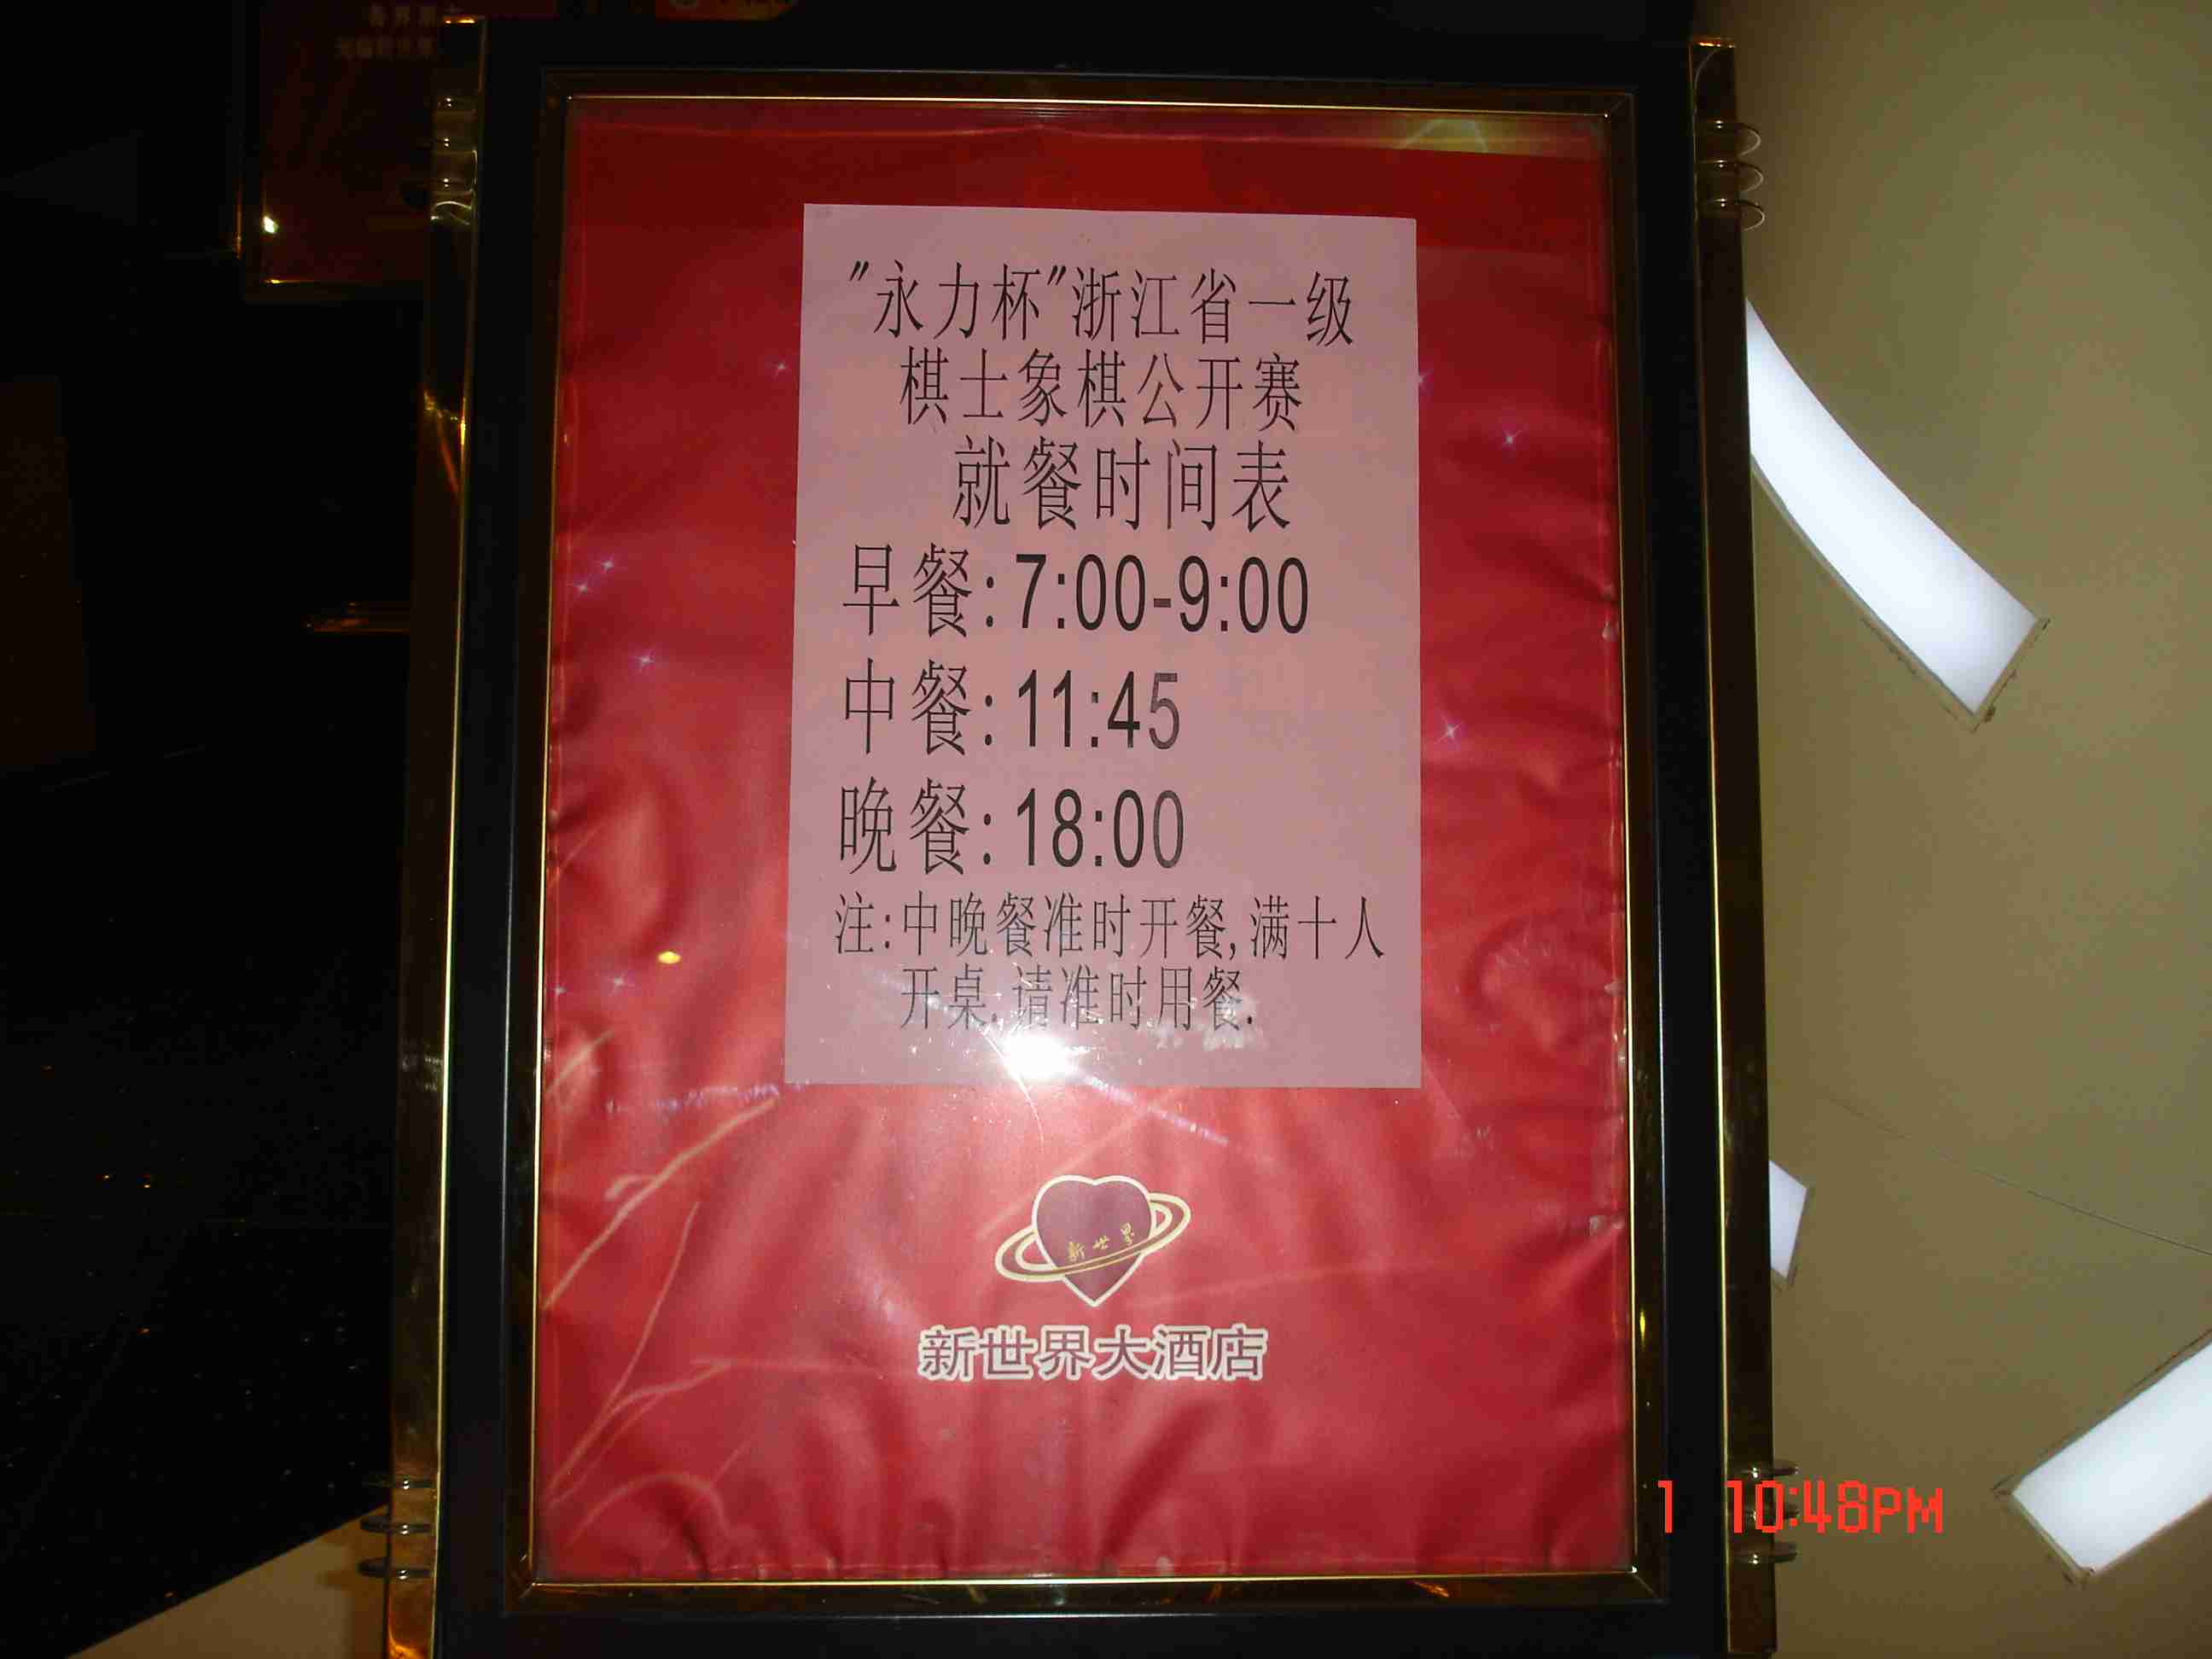 "永力杯"浙江省一级
棋士象棋公开赛
就餐时间表
早餐:7:00-9:00
中餐:11:45
晚餐:18:00
注:中晚餐准时开餐,满十人
开桌.请准时用餐.
新世界
新世界大酒店
1 10:48PM